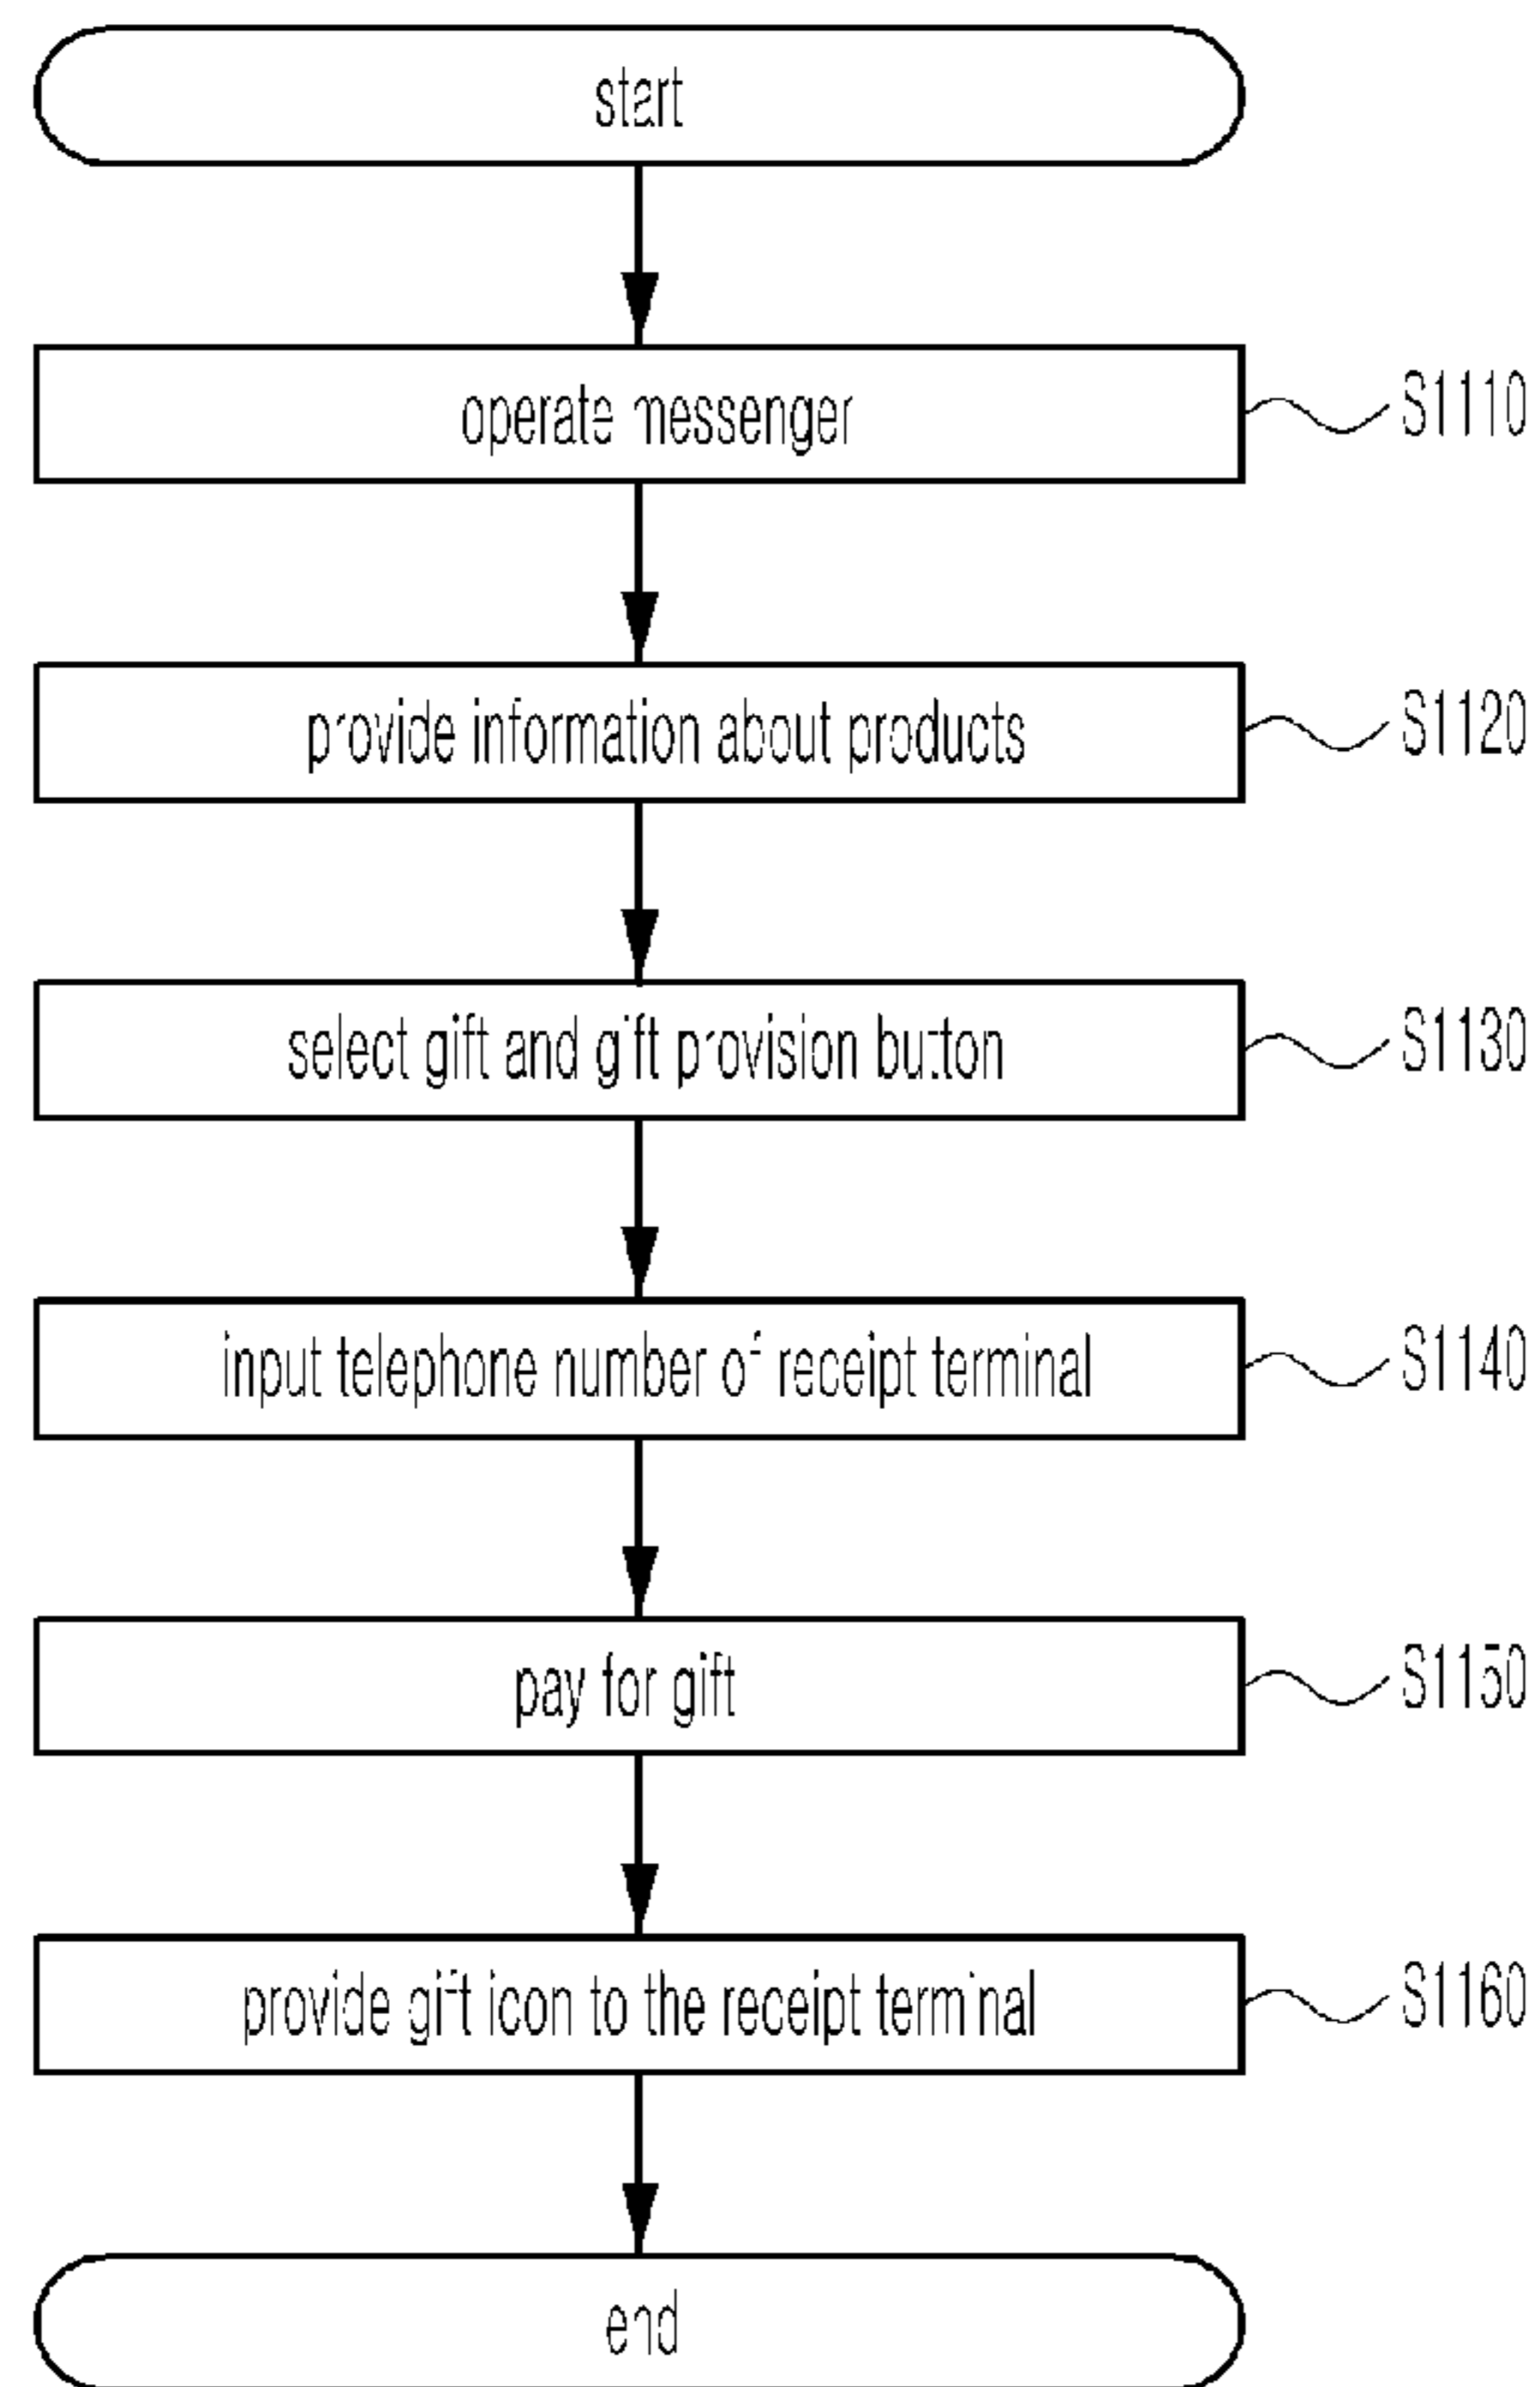 start
operate messenger
S1110
provide information about products
S1120
select gift and gift provision button
S1130
input telephone number of receipt terminal
S1140
pay for gift
S1150
provide gift icon to the receipt terminal
S1160
end